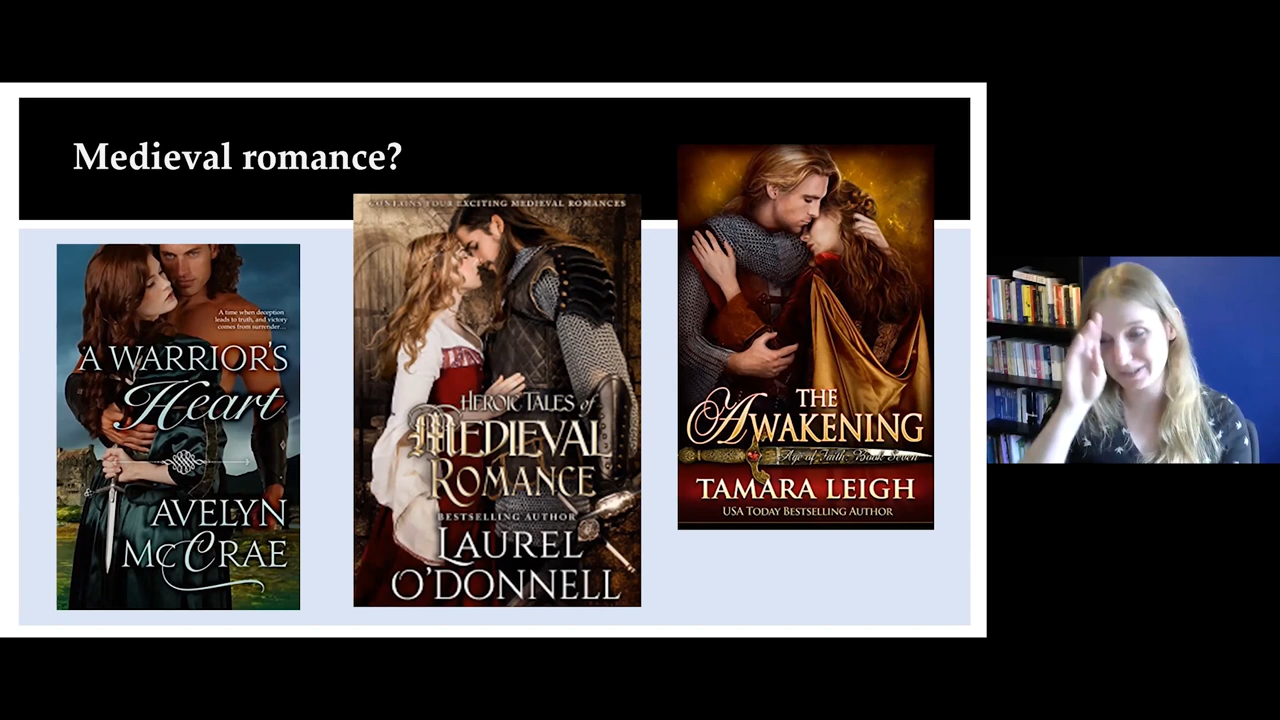 Medieval romance?
A time when deception
leads to truth, and victory
comes from surrender...
A WARRIOR'S
Heart
AVELYN
McCRAE
CONTAINS FOUR EXCITING MEDIEVAL ROMANCES
HEROIC TALES of
MEDIEVAL
ROMANCE
BESTSELLING AUTHOR
LAUREL
O'DONNELL
THE
AWAKENING
Age of Faith: Book Seven
TAMARA LEIGH
USA TODAY BESTSELLING AUTHOR